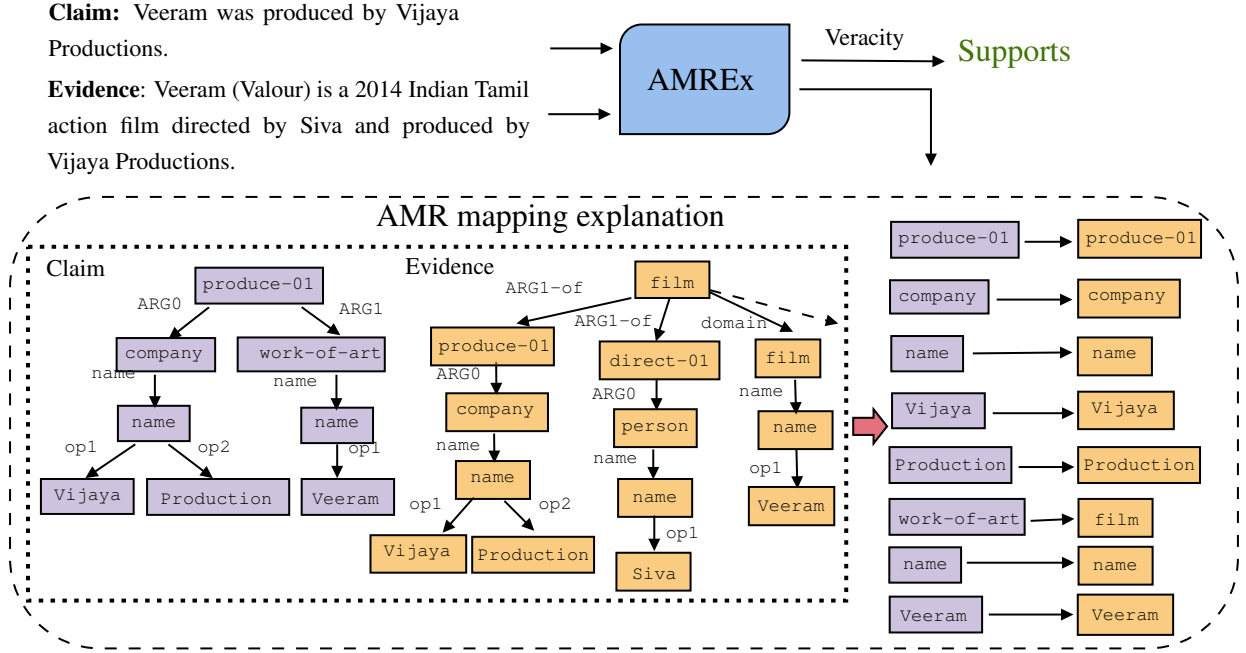 Claim: Veeram was produced by Vijaya
Productions.
Evidence: Veeram (Valour) is a 2014 Indian Tamil
action film directed by Siva and produced by
Vijaya Productions.
AMREx
Veracity
Supports
AMR mapping explanation
Claim
produce-01
ARG0
ARG1
company
work-of-art
name
name
name
name
op1
op2
op1
Vijaya
Production
Veeram
Evidence
film
ARG1-of
ARG1-of
domain
produce-01
direct-01
film
ARG0
ARG0
name
company
person
name
name
name
op1
name
name
Veeram
op1
op2
op1
Vijaya
Production
Siva
produce-01 produce-01
company company
name name
Vijaya Vijaya
Production Production
work-of-art film
name name
Veeram Veeram